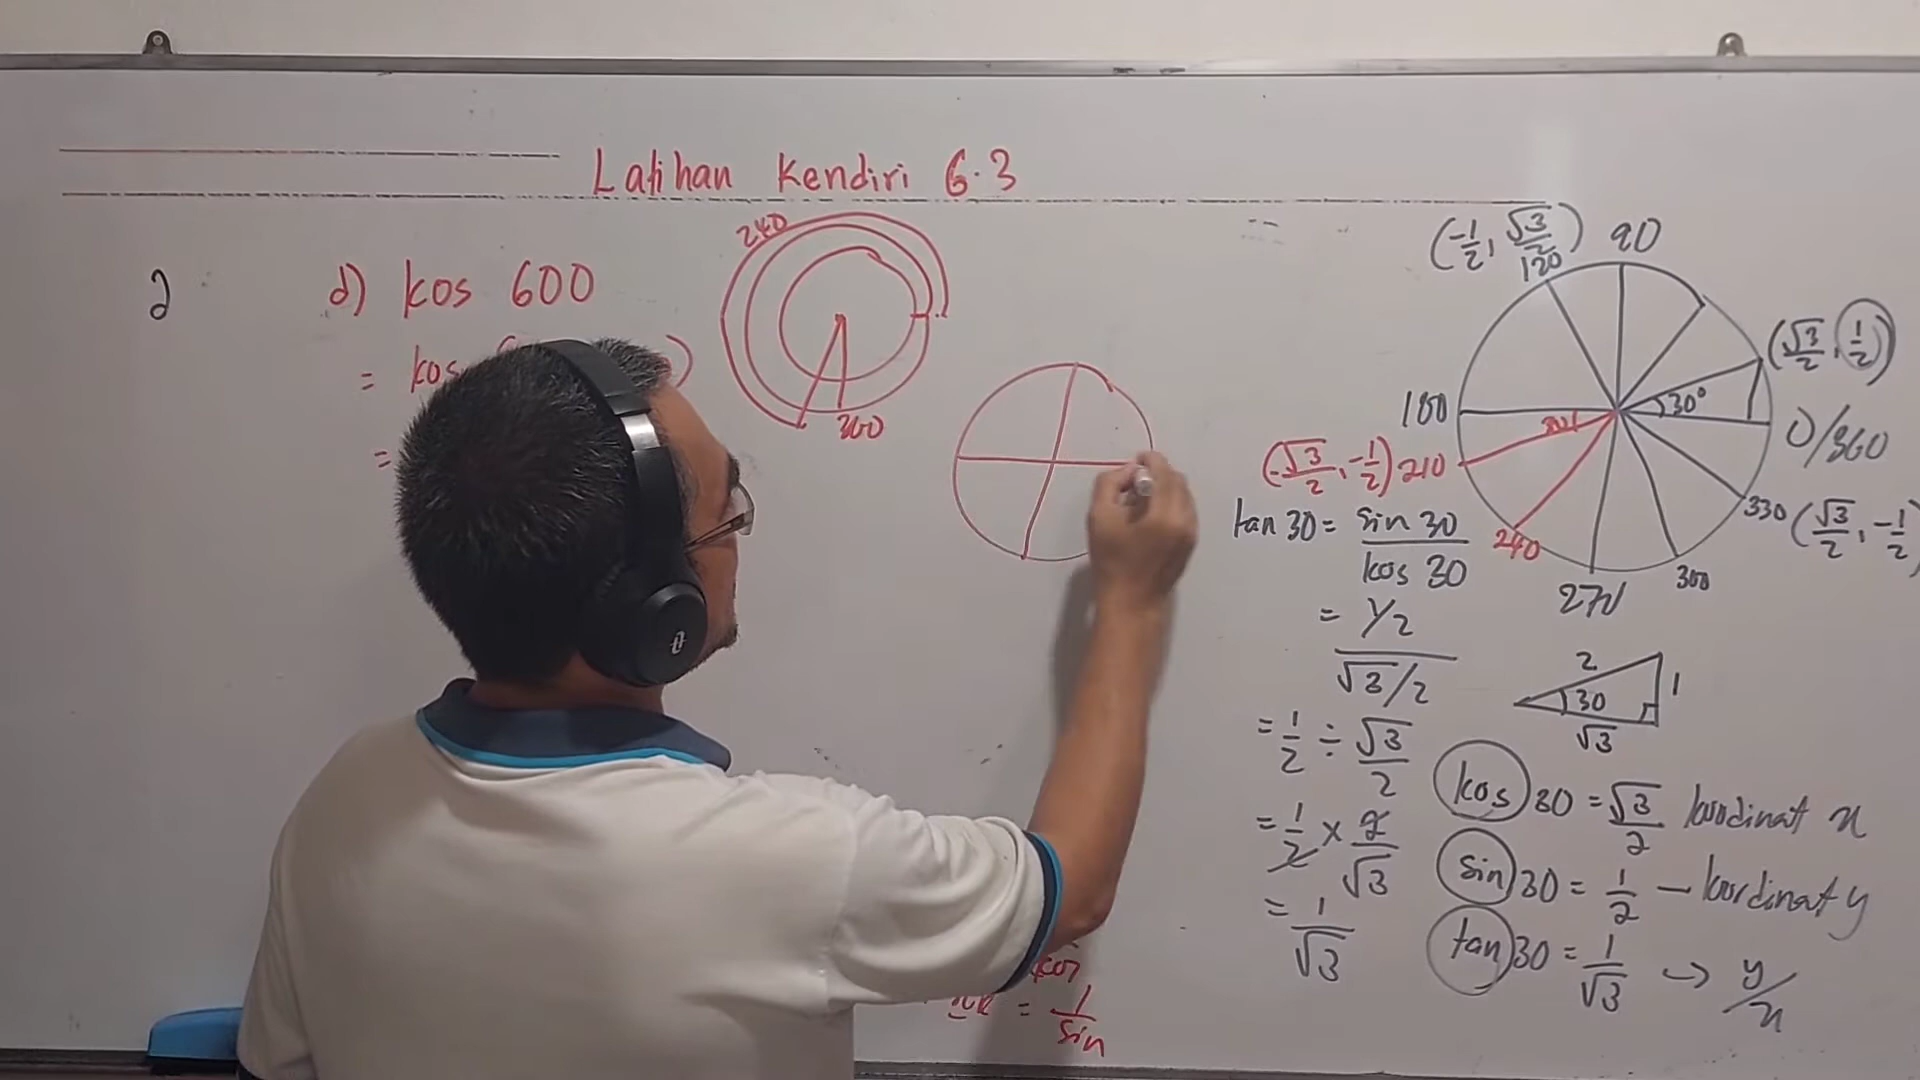 Latihan Kendiri 6.3
2 d) kos 600
= kos
=
240
360
(-1/2, √3/2)
120
90
(√3/2, 1/2)
30°
0/360
180
(-√3/2, -1/2) 210
240
270
300
330 (√3/2, -1/2
tan 30 = sin 30 / kos 30
= 1/2 / √3/2
= 1/2 ÷ √3/2
= 1/2 × 2/√3
= 1/√3
2
30
1
√3
kos 30 = √3/2 koordinat x
sin 30 = 1/2 – koordinat y
tan 30 = 1/√3 → y/x
= 1/sin